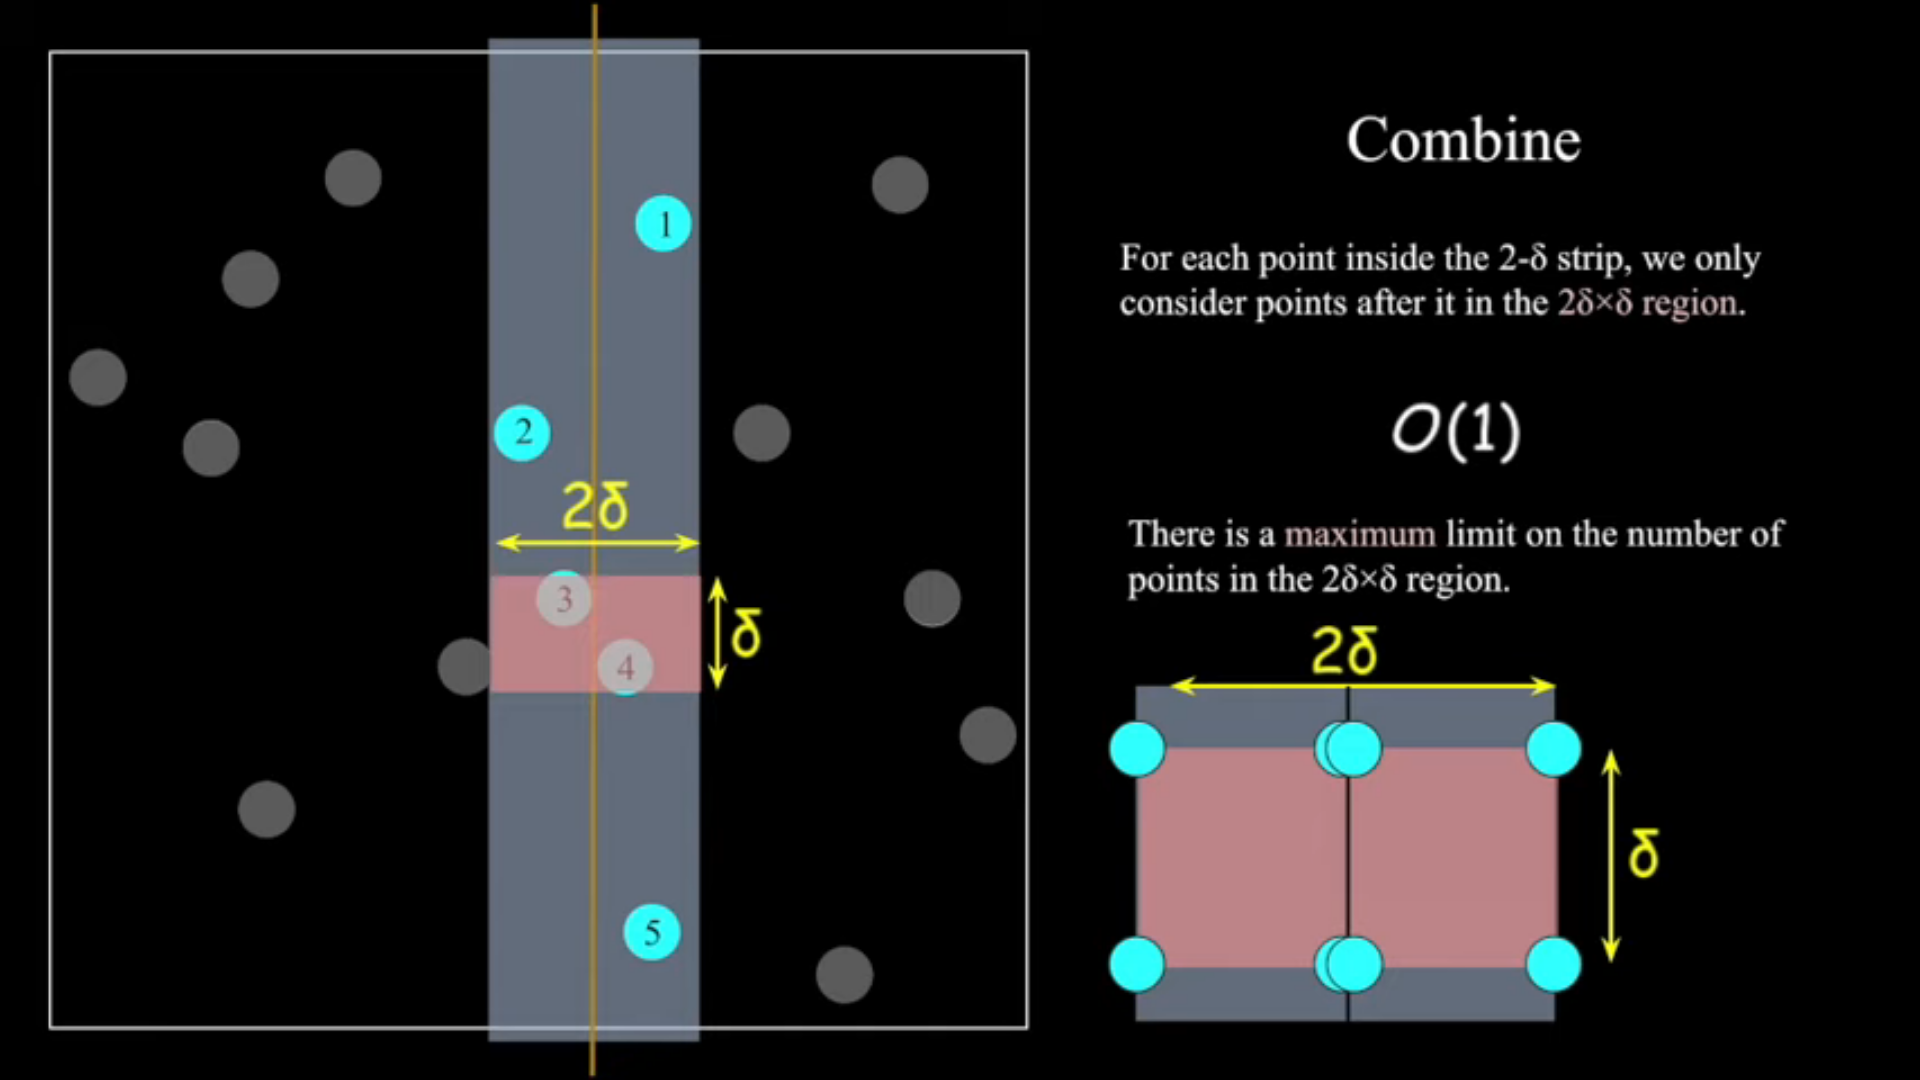 Combine
For each point inside the 2-δ strip, we only
consider points after it in the 2δ×δ region.
O(1)
There is a maximum limit on the number of
points in the 2δ×δ region.
1
2
2δ
3
δ
4
5
2δ
δ